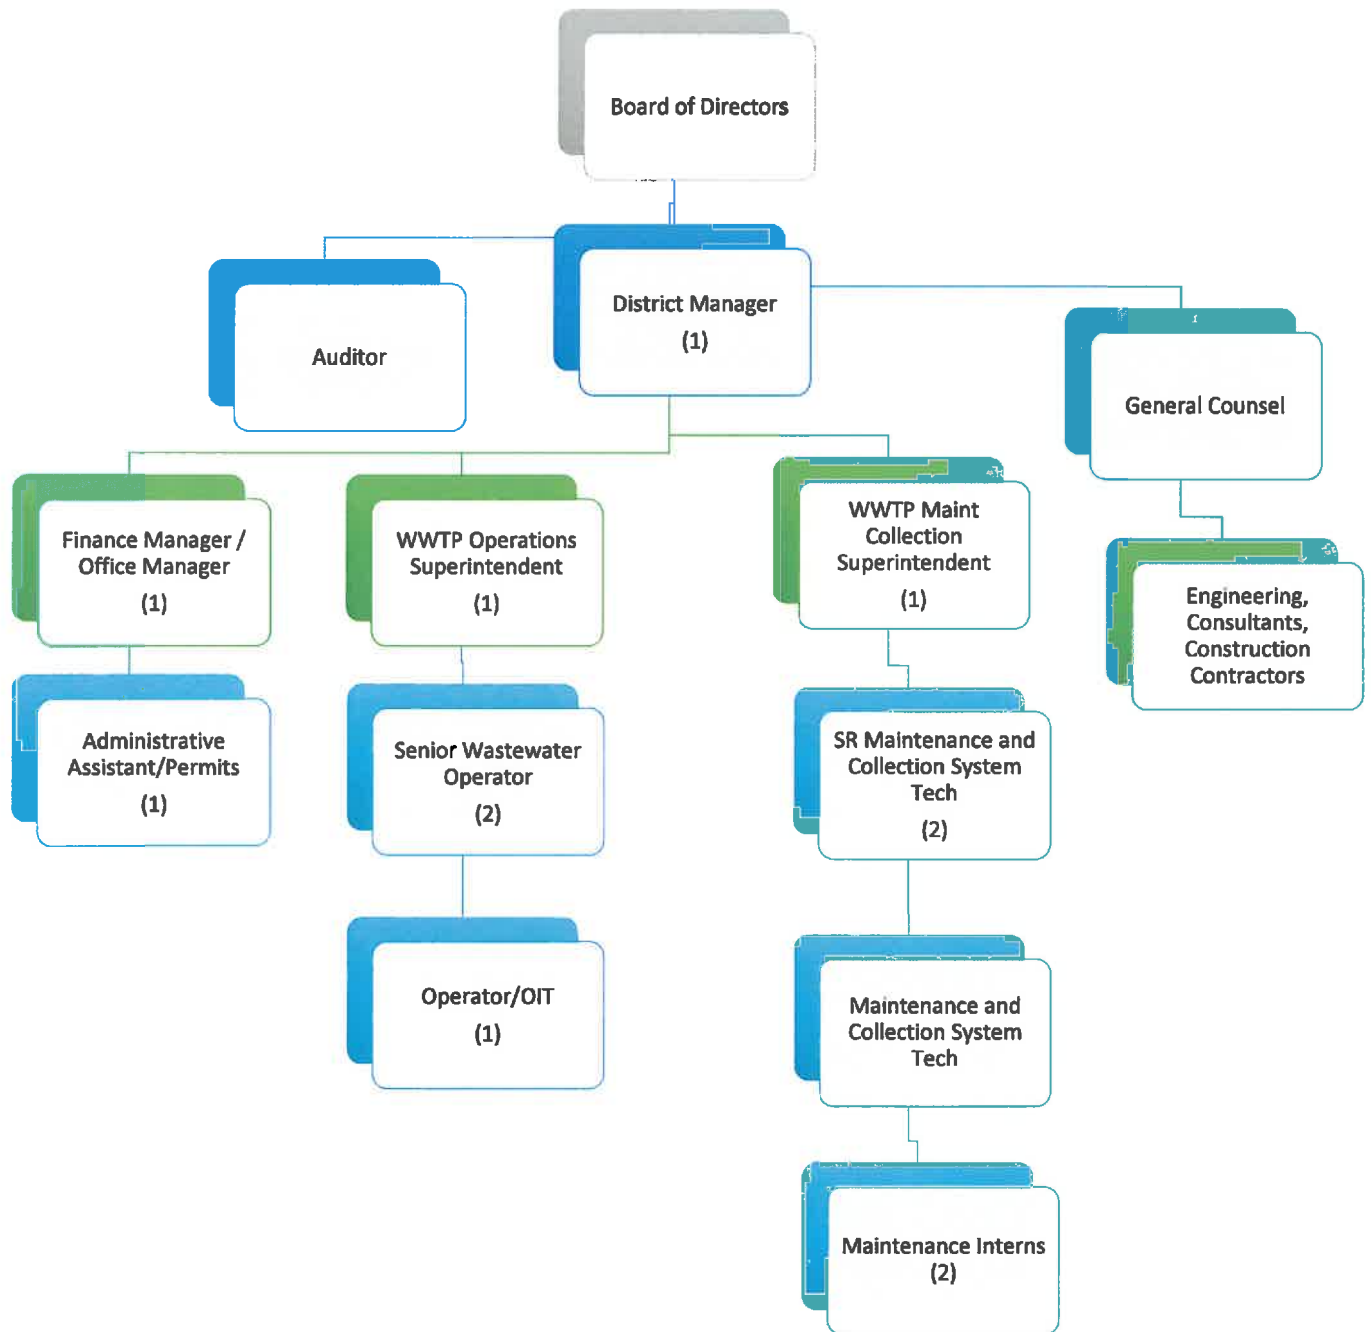 Board of Directors
District Manager
(1)
Auditor
General Counsel
Finance Manager /
Office Manager
(1)
WWTP Operations
Superintendent
(1)
WWTP Maint
Collection
Superintendent
(1)
Engineering,
Consultants,
Construction
Contractors
Administrative
Assistant/Permits
(1)
Senior Wastewater
Operator
(2)
SR Maintenance and
Collection System
Tech
(2)
Operator/OIT
(1)
Maintenance and
Collection System
Tech
Maintenance Interns
(2)